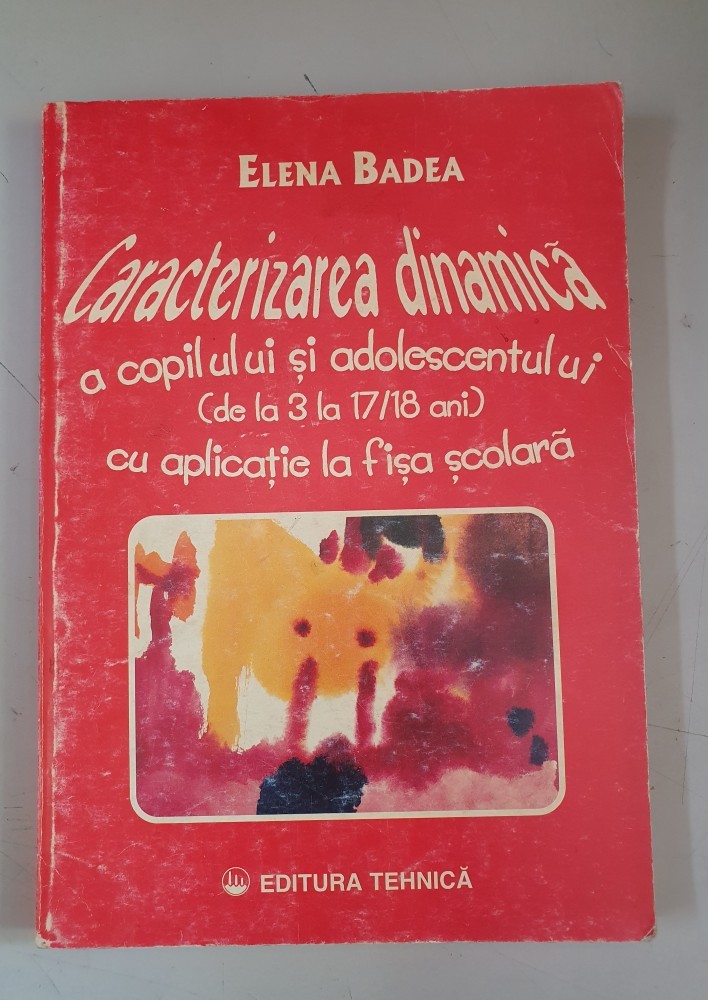 ELENA BADEA
Caracterizarea dinamică
a copilului și adolescentului
(de la 3 la 17/18 ani)
cu aplicație la fișa școlară
EDITURA TEHNICĂ